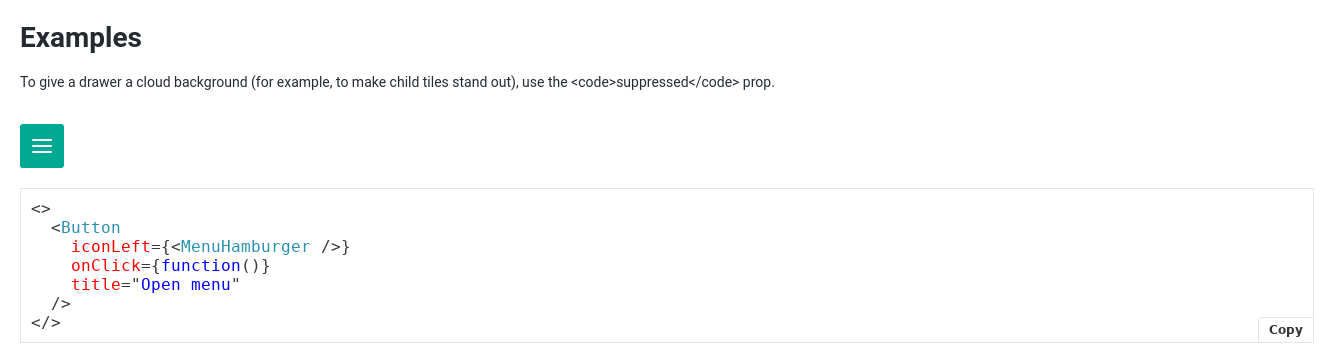 Examples
To give a drawer a cloud background (for example, to make child tiles stand out), use the <code>suppressed</code> prop.
<>
  <Button
    iconLeft={<MenuHamburger />}
    onClick={function()}
    title="Open menu"
  />
</>
Copy